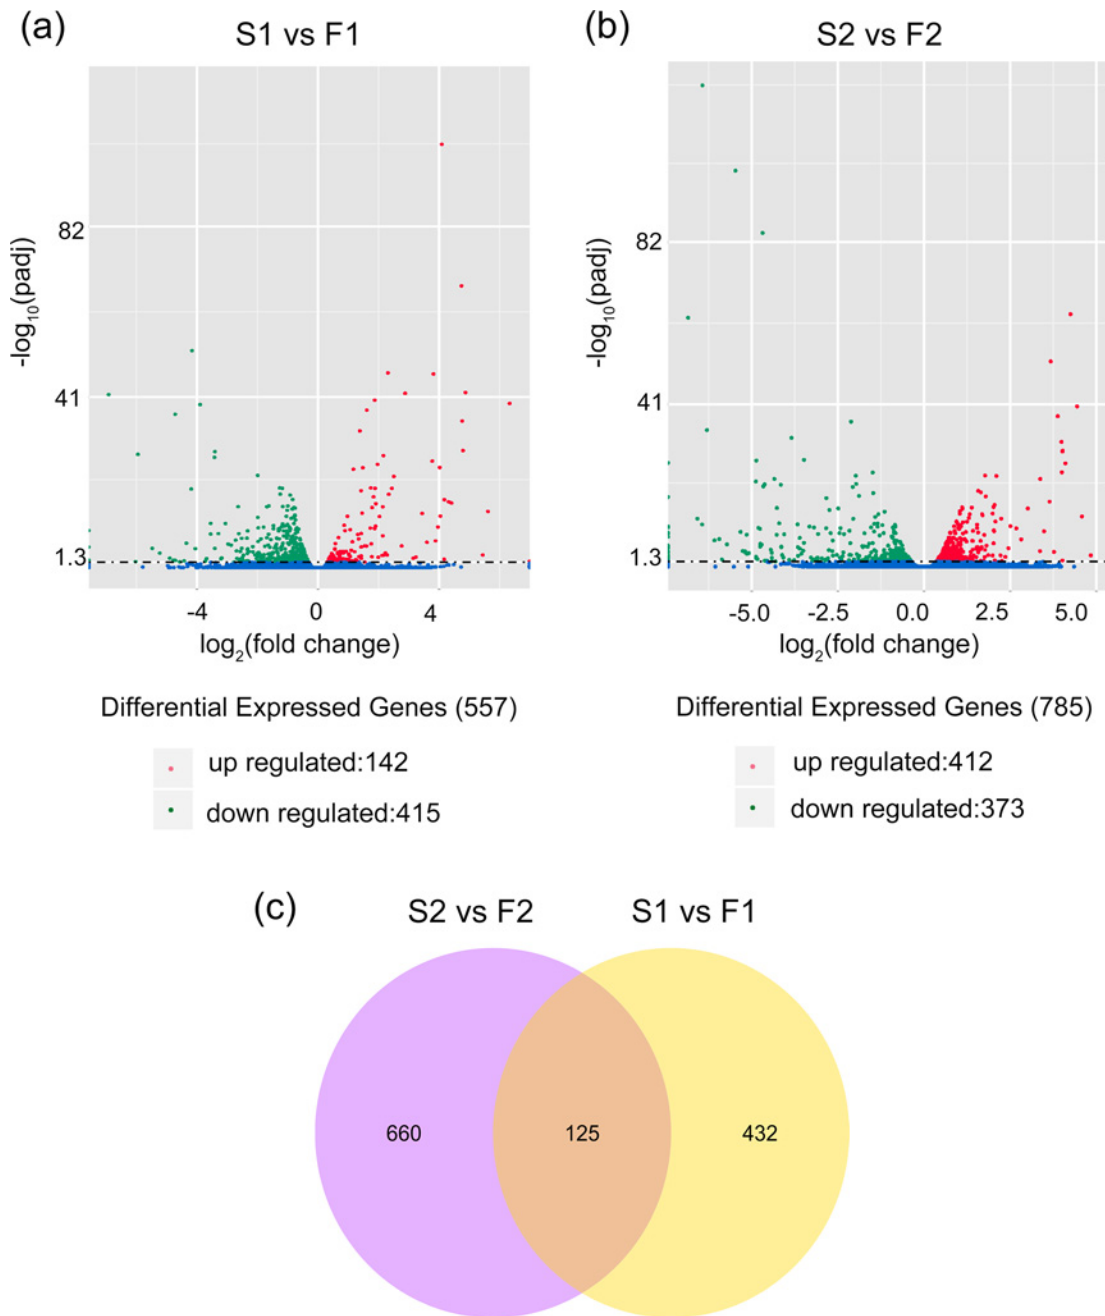 (a)
S1 vs F1
-log10(padj)
82
41
1.3
-4 0 4
log2(fold change)
Differential Expressed Genes (557)
up regulated:142
down regulated:415
(b)
S2 vs F2
-log10(padj)
82
41
1.3
-5.0 -2.5 0.0 2.5 5.0
log2(fold change)
Differential Expressed Genes (785)
up regulated:412
down regulated:373
(c)
S2 vs F2 S1 vs F1
660 125 432